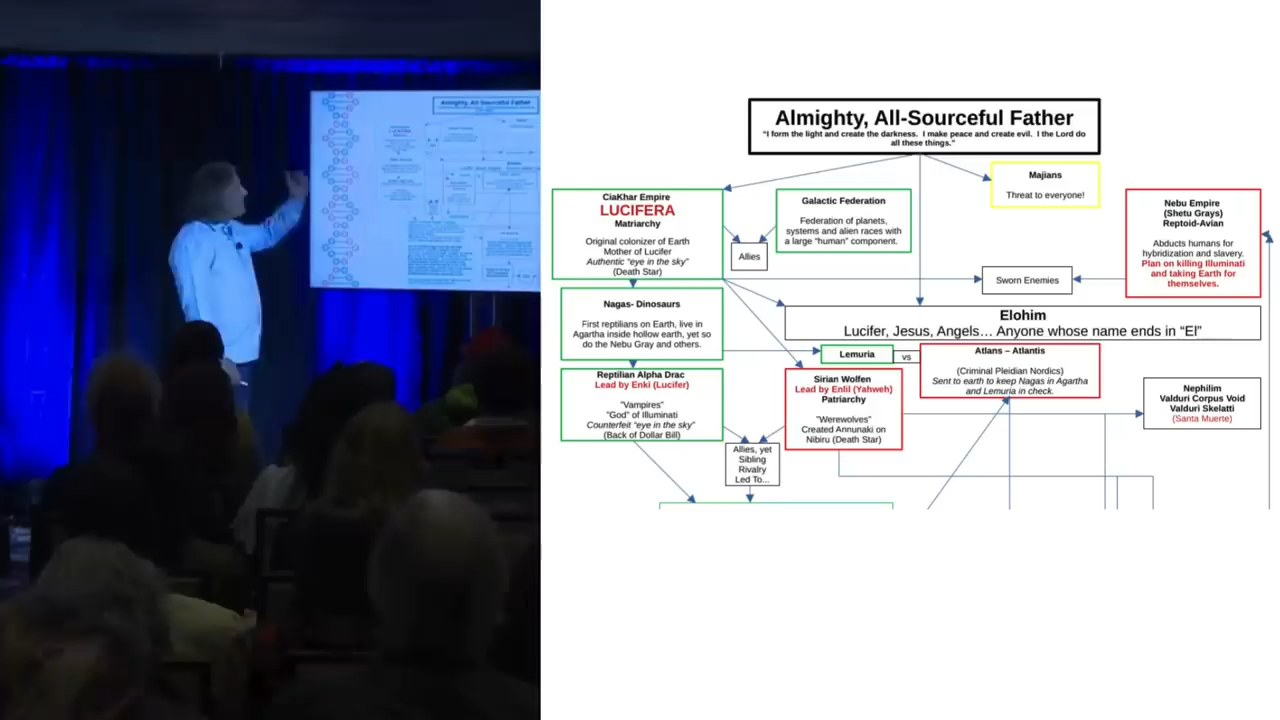 Almighty, All-Sourceful Father
Almighty, All-Sourceful Father
"I form the light and create the darkness. I make peace and create evil. I the Lord do
all these things."
CiaKhar Empire
LUCIFERA
Matriarchy
Original colonizer of Earth
Mother of Lucifer
Authentic "eye in the sky"
(Death Star)
Galactic Federation
Federation of planets,
systems and alien races with
a large "human" component.
Majians
Threat to everyone!
Nebu Empire
(Shetu Grays)
Reptoid-Avian
Abducts humans for
hybridization and slavery.
Plan on killing Illuminati
and taking Earth for
themselves.
Allies
Sworn Enemies
Nagas- Dinosaurs
First reptilians on Earth, live in
Agartha inside hollow earth, yet so
do the Nebu Gray and others.
Elohim
Lucifer, Jesus, Angels… Anyone whose name ends in “El”
Lemuria
vs
Atlans – Atlantis
(Criminal Pleidian Nordics)
Sent to earth to keep Nagas in Agartha
and Lemuria in check.
Reptilian Alpha Drac
Lead by Enki (Lucifer)
"Vampires"
"God" of Illuminati
Counterfeit "eye in the sky"
(Back of Dollar Bill)
Sirian Wolfen
Lead by Enlil (Yahweh)
Patriarchy
"Werewolves"
Created Annunaki on
Nibiru (Death Star)
Nephilim
Valduri Corpus Void
Valduri Skelatti
(Santa Muerte)
Allies, yet
Sibling
Rivalry
Led To...